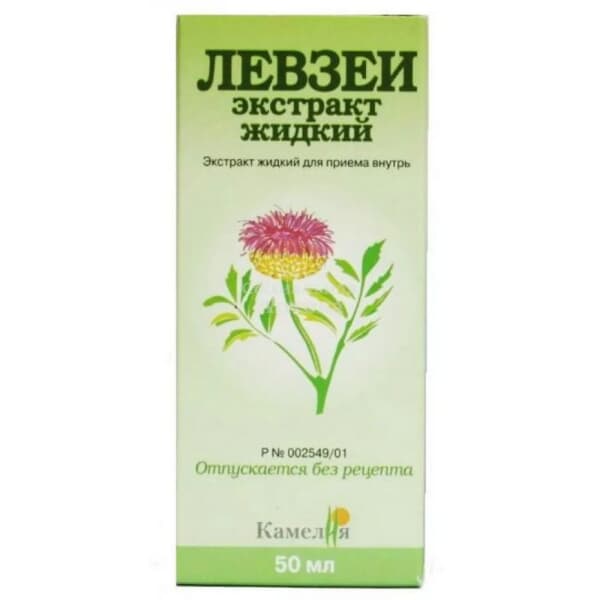 ЛЕВЗЕИ
экстракт
жидкий
Экстракт жидкий для приема внутрь
Р № 002549/01
Отпускается без рецепта
Камелия
50 мл